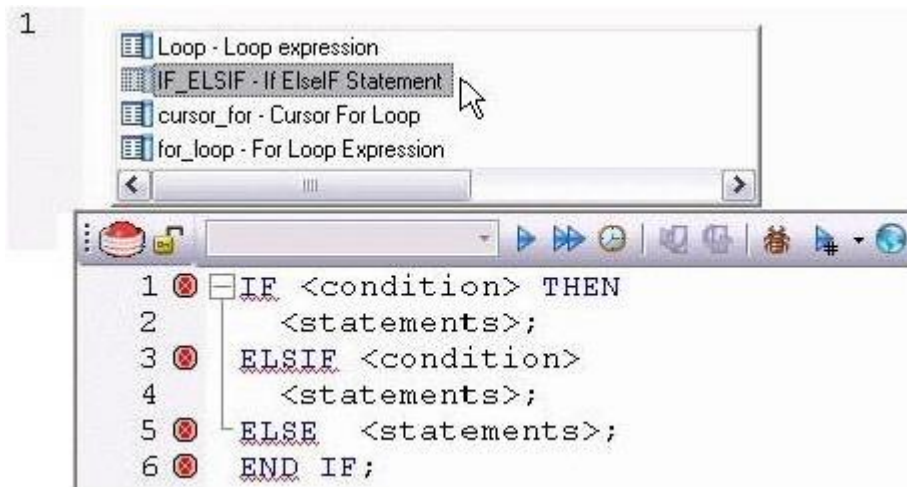 1
Loop - Loop expression
IF_ELSIF - If ElseIF Statement
cursor_for - Cursor For Loop
for_loop - For Loop Expression
1 IF <condition> THEN
2 <statements>;
3 ELSIF <condition>
4 <statements>;
5 ELSE <statements>;
6 END IF;